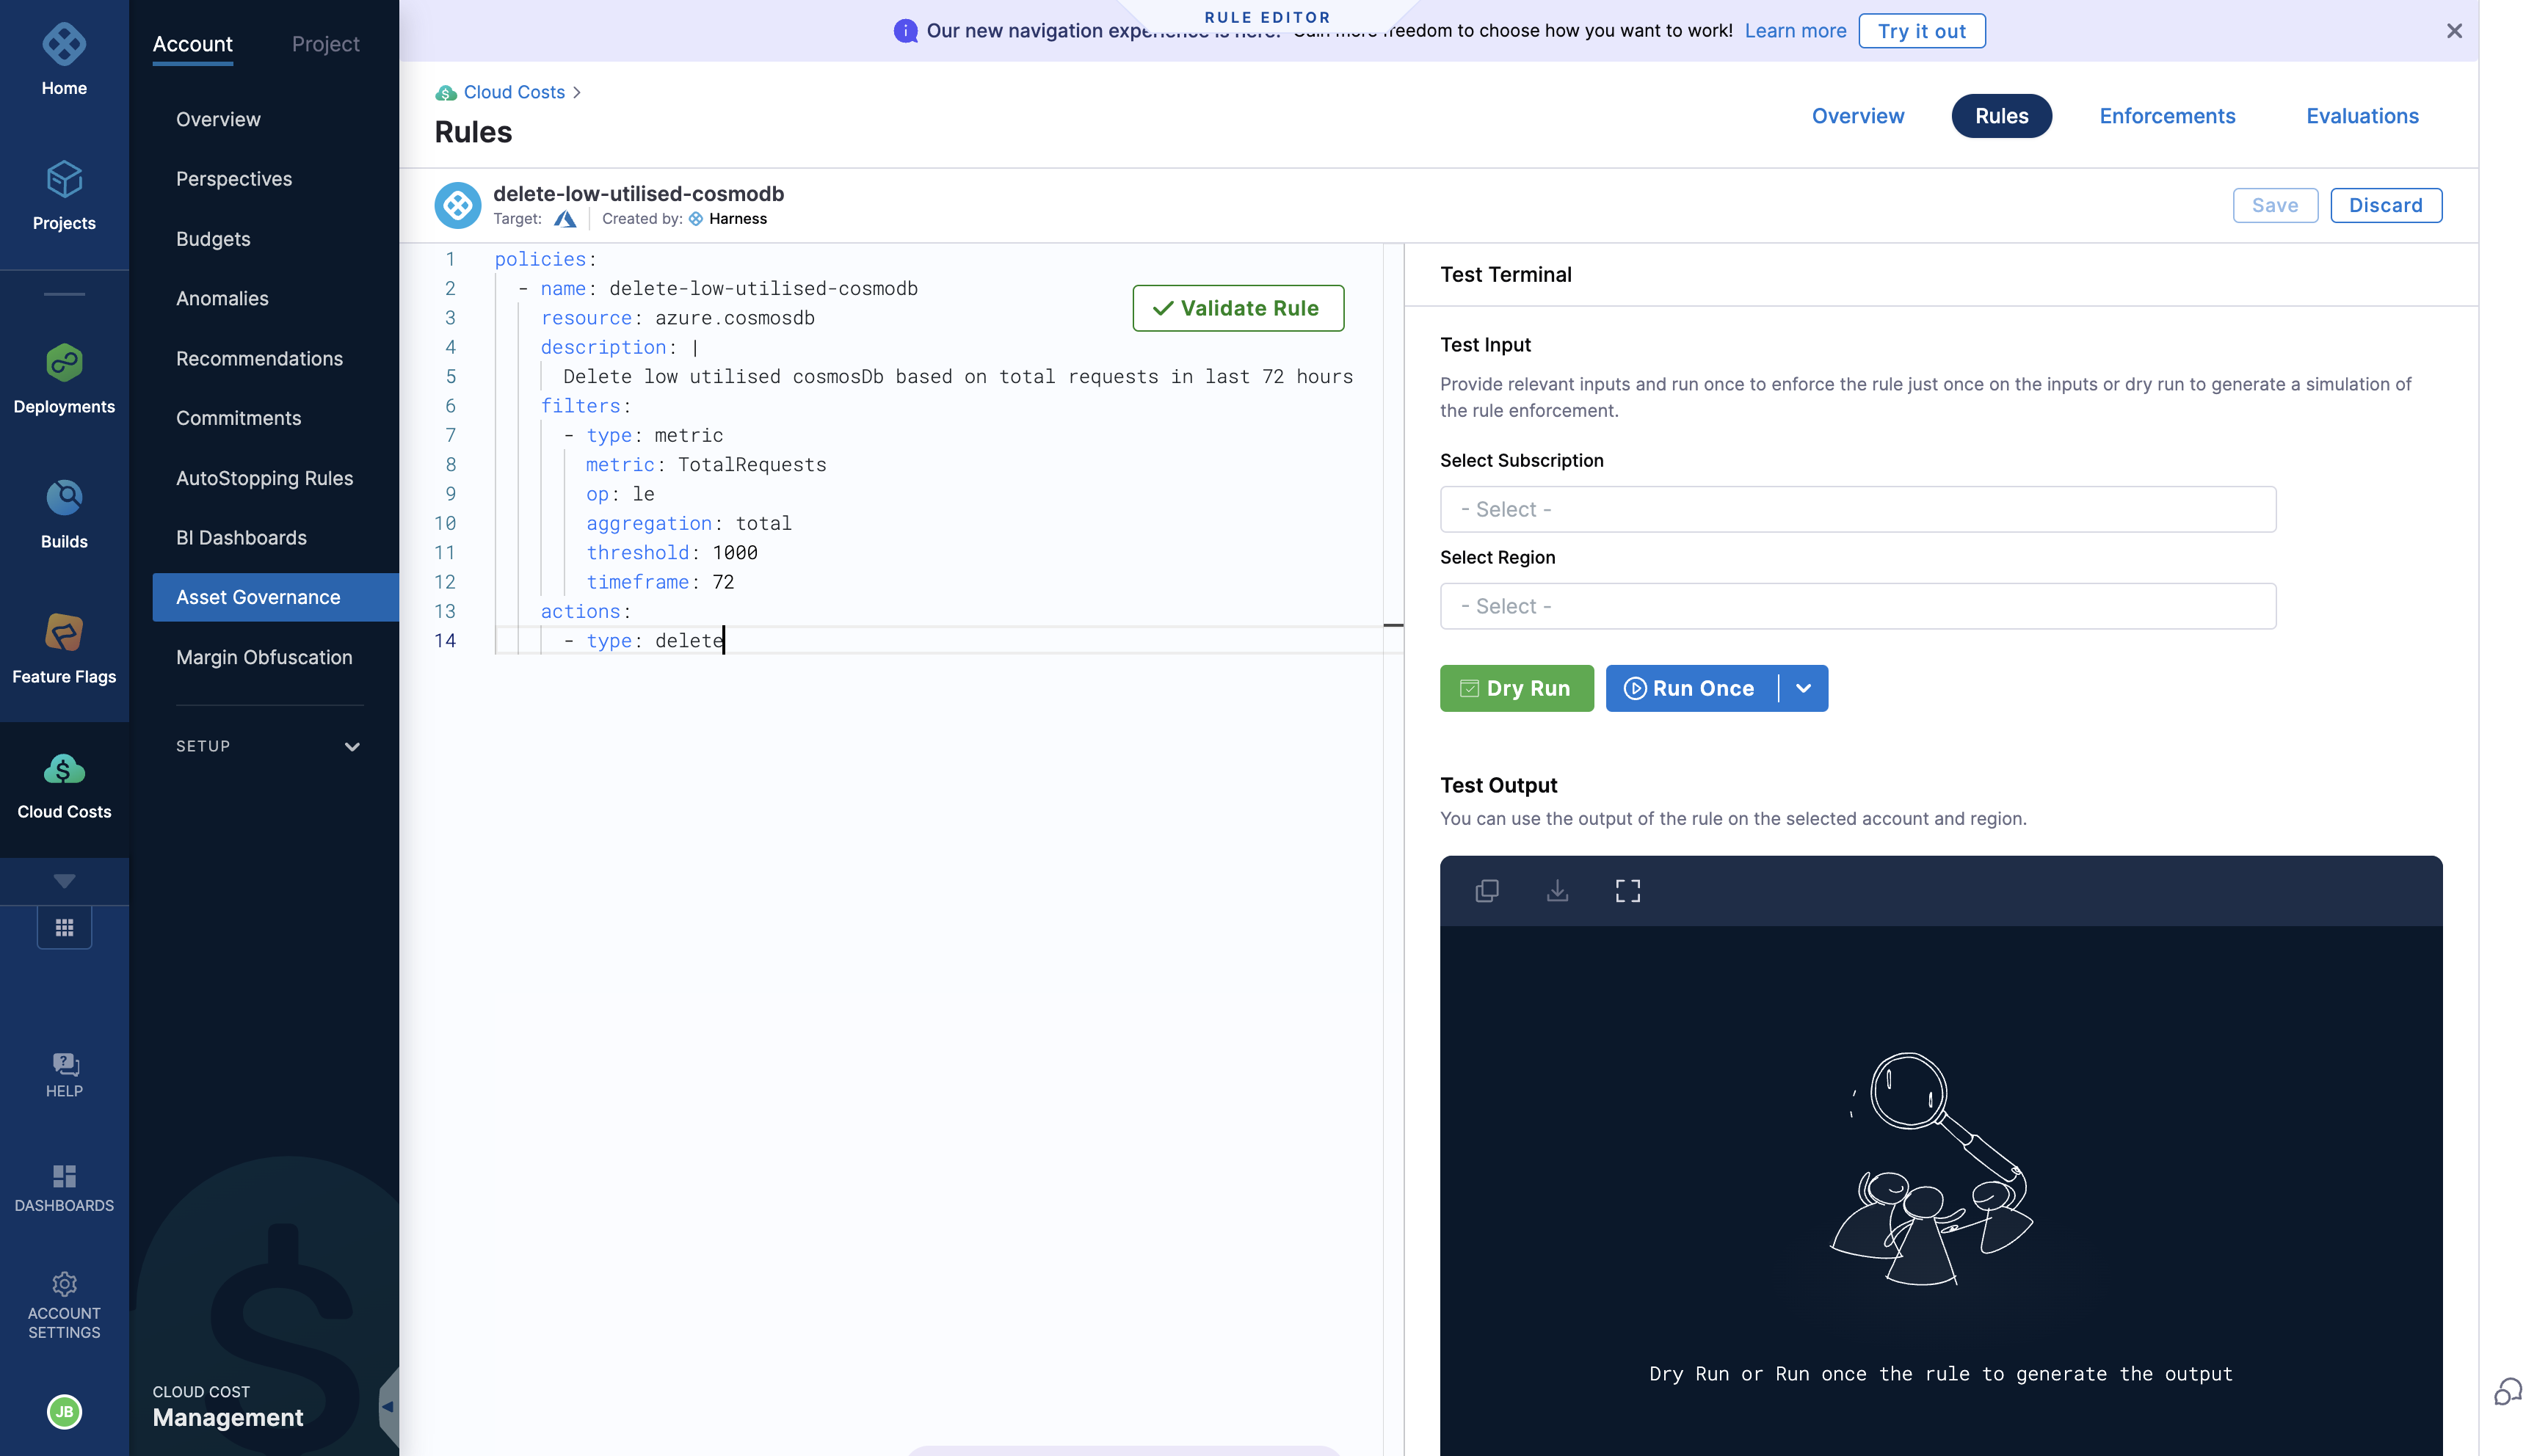 Home
Projects
Deployments
Builds
Feature Flags
Cloud Costs
HELP
DASHBOARDS
ACCOUNT
SETTINGS
JB
Account Project
Overview
Perspectives
Budgets
Anomalies
Recommendations
Commitments
AutoStopping Rules
BI Dashboards
Asset Governance
Margin Obfuscation
SETUP
CLOUD COST
Management
RULE EDITOR
Our new navigation experience is here! Gain more freedom to choose how you want to work! Learn more Try it out
Cloud Costs
Rules
Overview Rules Enforcements Evaluations
delete-low-utilised-cosmodb
Target: Created by: Harness
Save Discard
1 policies:
2 - name: delete-low-utilised-cosmodb
3 resource: azure.cosmosdb
4 description: |
5 Delete low utilised cosmosDb based on total requests in last 72 hours
6 filters:
7 - type: metric
8 metric: TotalRequests
9 op: le
10 aggregation: total
11 threshold: 1000
12 timeframe: 72
13 actions:
14 - type: delete
Validate Rule
Test Terminal
Test Input
Provide relevant inputs and run once to enforce the rule just once on the inputs or dry run to generate a simulation of
the rule enforcement.
Select Subscription
- Select -
Select Region
- Select -
Dry Run Run Once
Test Output
You can use the output of the rule on the selected account and region.
Dry Run or Run once the rule to generate the output